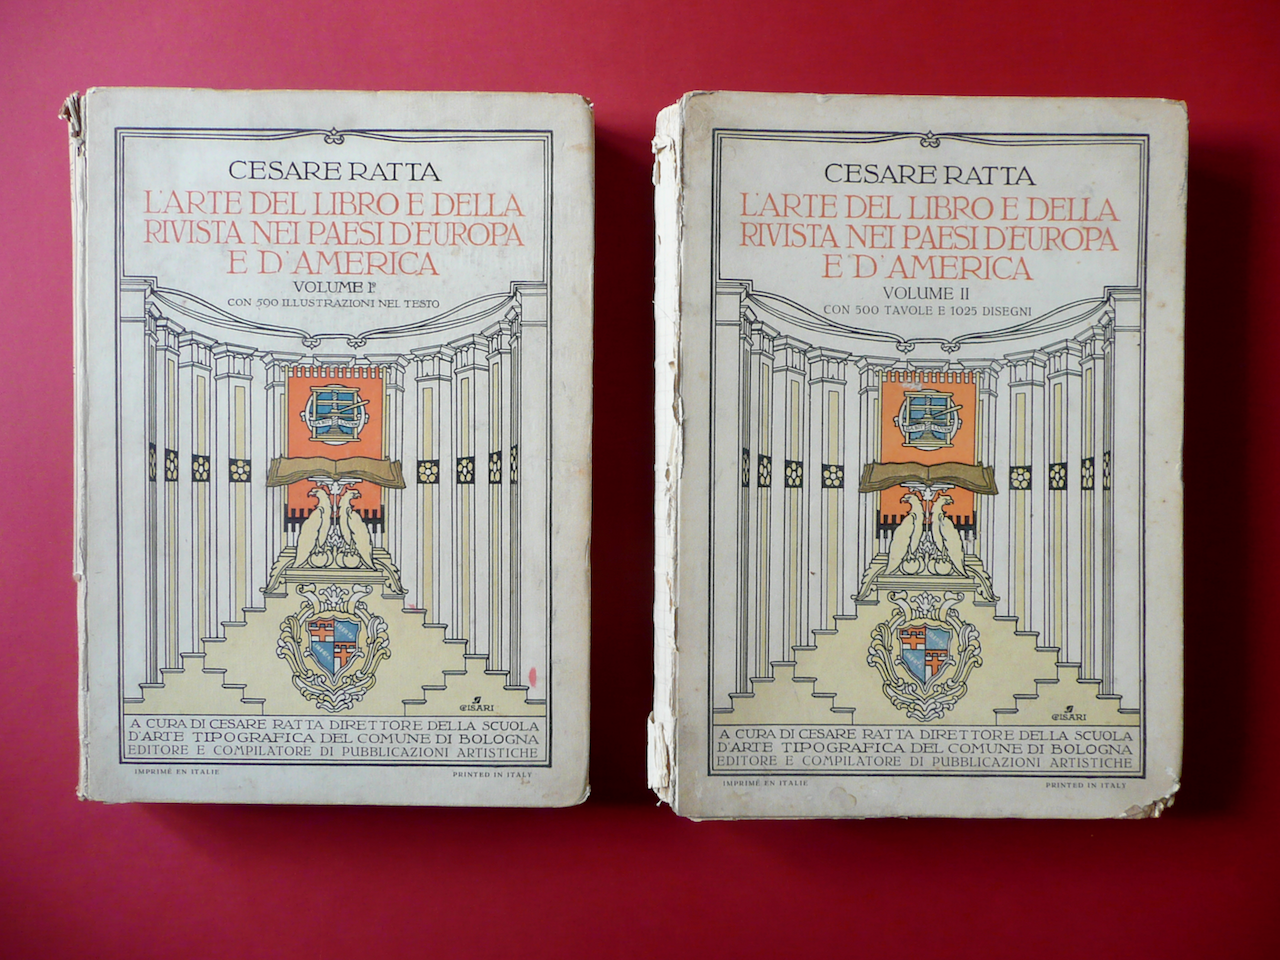 CESARE RATTA
L'ARTE DEL LIBRO E DELLA
RIVISTA NEI PAESI D'EUROPA
E D'AMERICA
VOLUME Iº
CON 500 ILLUSTRAZIONI NEL TESTO
GISARI
A CURA DI CESARE RATTA DIRETTORE DELLA SCUOLA
D'ARTE TIPOGRAFICA DEL COMUNE DI BOLOGNA
EDITORE E COMPILATORE DI PUBBLICAZIONI ARTISTICHE
IMPRIMÉ EN ITALIE
PRINTED IN ITALY
CESARE RATTA
L'ARTE DEL LIBRO E DELLA
RIVISTA NEI PAESI D'EUROPA
E D'AMERICA
VOLUME II
CON 500 TAVOLE E 1025 DISEGNI
GISARI
A CURA DI CESARE RATTA DIRETTORE DELLA SCUOLA
D'ARTE TIPOGRAFICA DEL COMUNE DI BOLOGNA
EDITORE E COMPILATORE DI PUBBLICAZIONI ARTISTICHE
IMPRIMÉ EN ITALIE
PRINTED IN ITALY